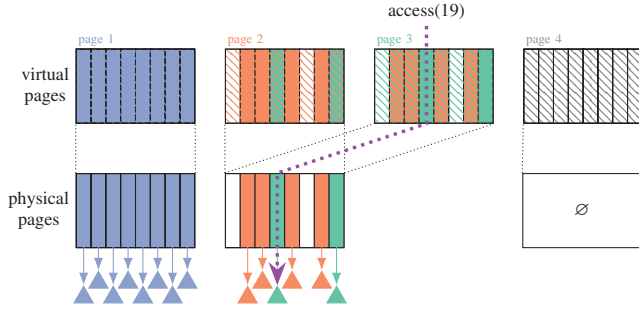 access(19)
page 1 page 2 page 3 page 4
virtual
pages
physical
pages
∅